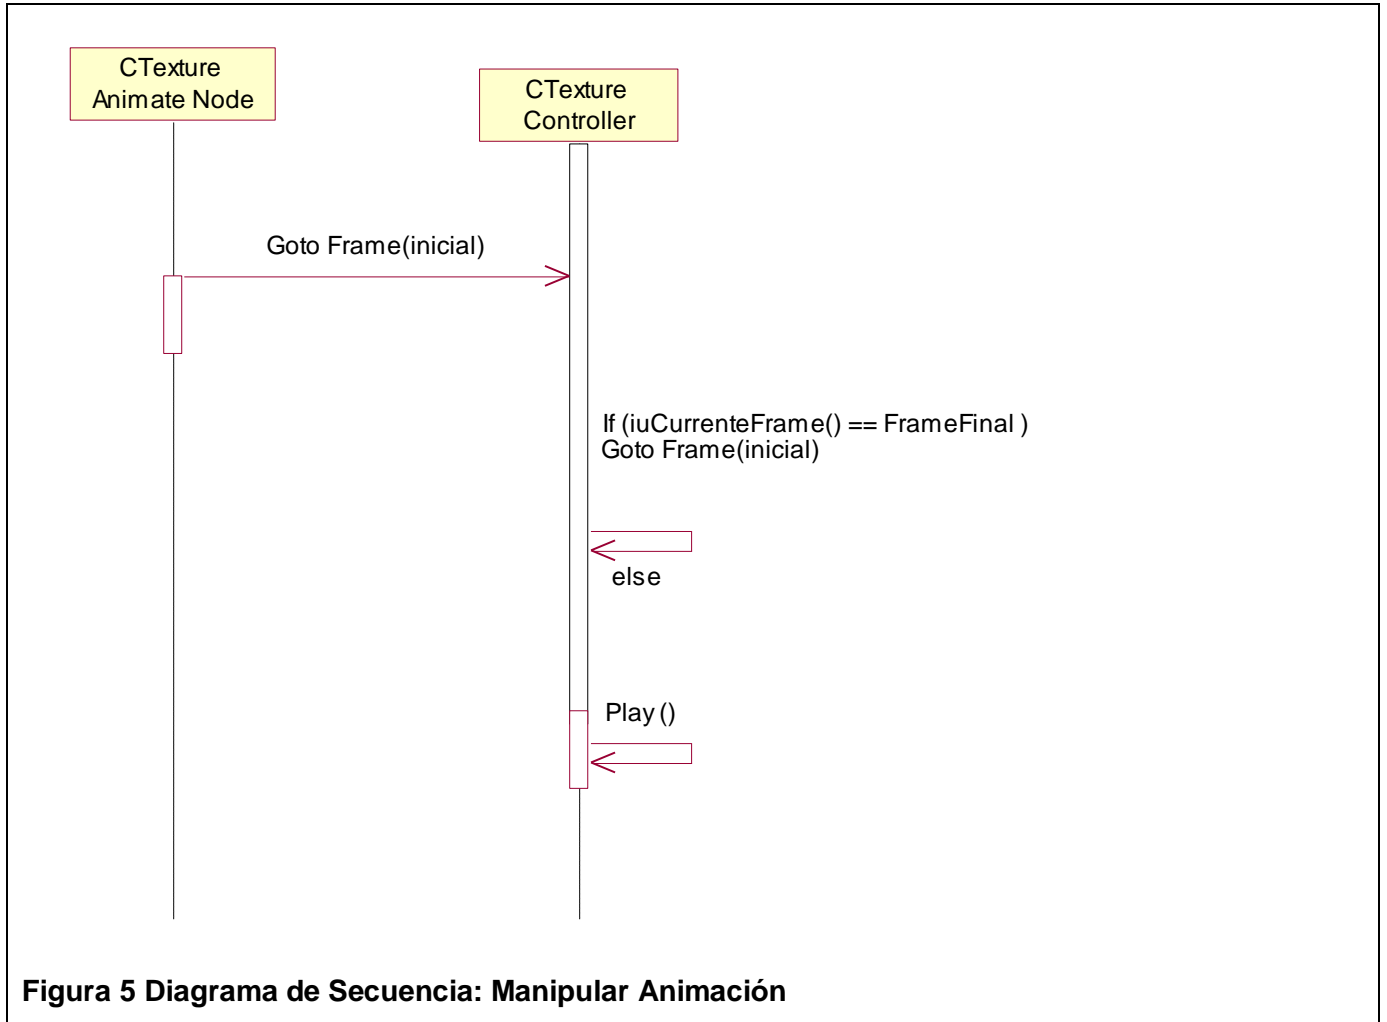 CTexture
Animate Node
CTexture
Controller
Goto Frame(inicial)
If (iuCurrenteFrame() == FrameFinal )
Goto Frame(inicial)
else
Play()
Figura 5 Diagrama de Secuencia: Manipular Animación